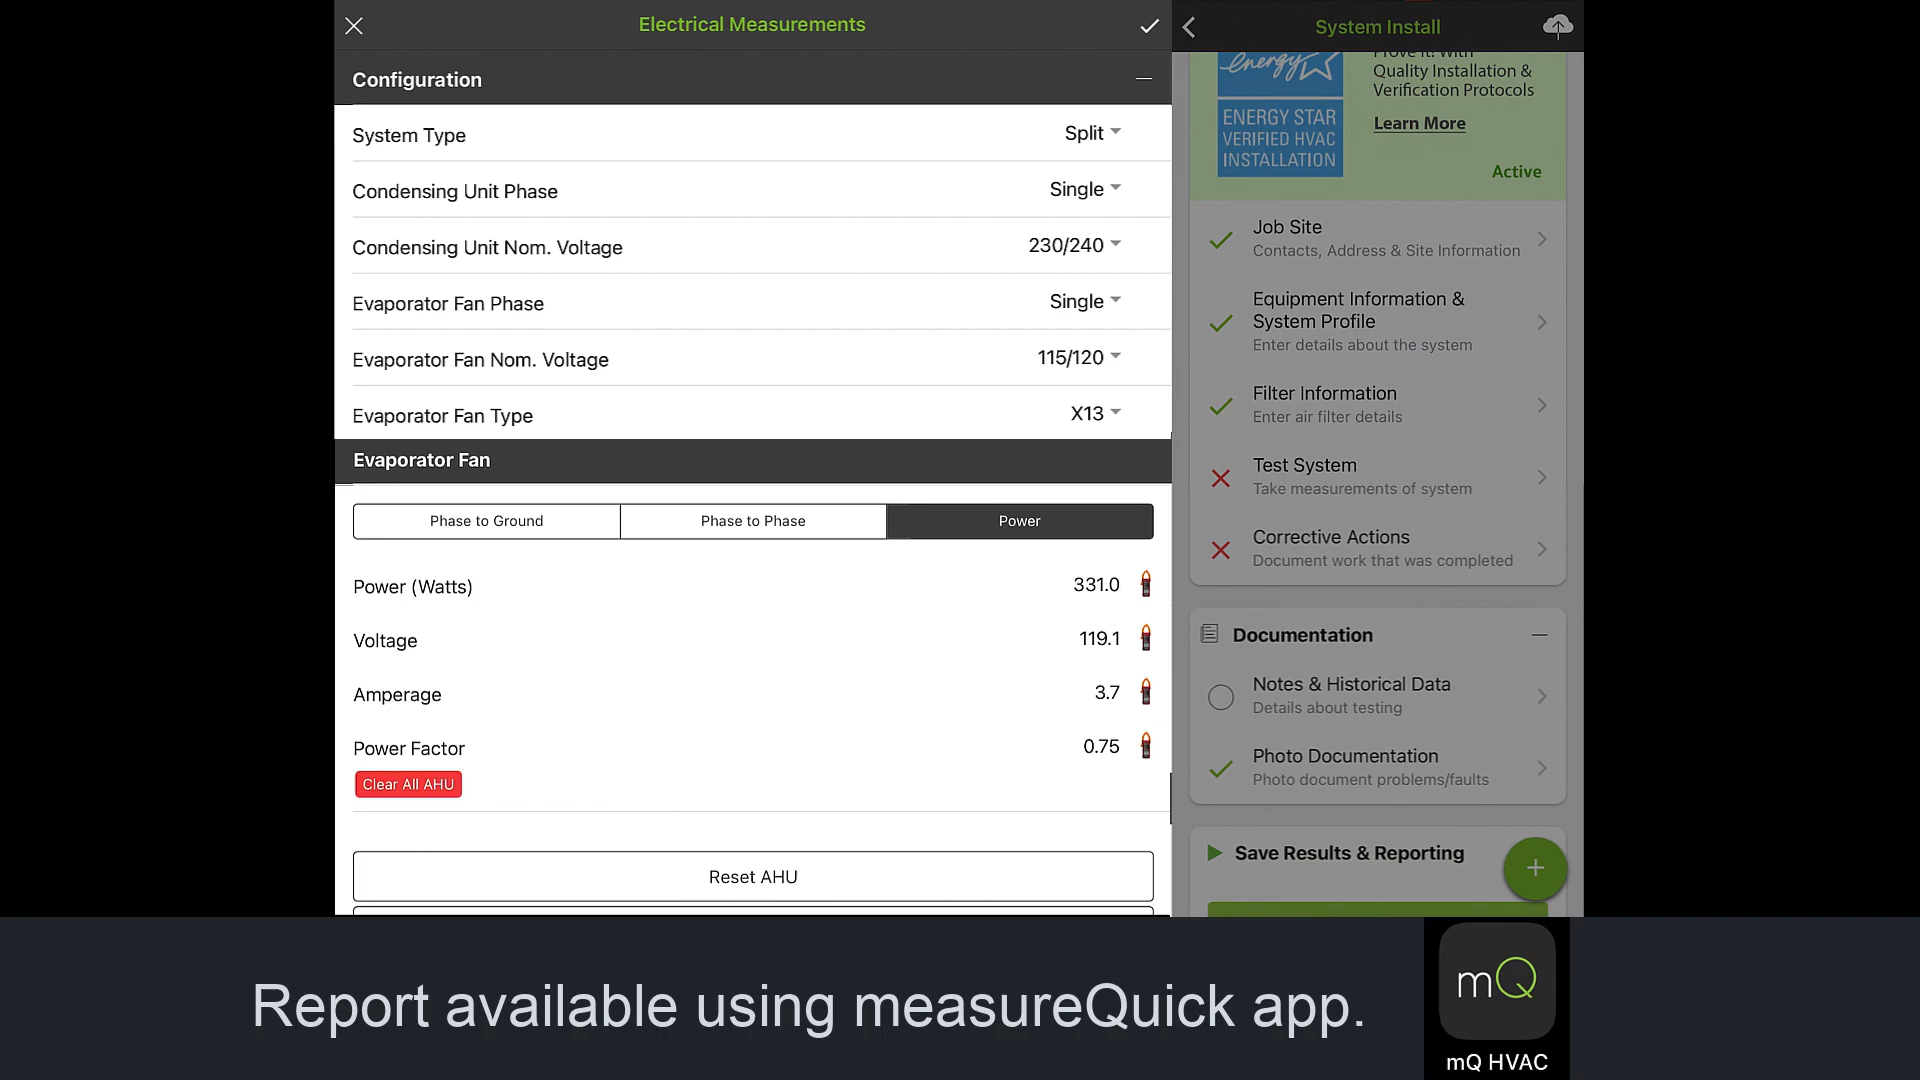 Electrical Measurements
Configuration
System Type
Split
Condensing Unit Phase
Single
Condensing Unit Nom. Voltage
230/240
Evaporator Fan Phase
Single
Evaporator Fan Nom. Voltage
115/120
Evaporator Fan Type
X13
Evaporator Fan
Phase to Ground
Phase to Phase
Power
Power (Watts)
331.0
Voltage
119.1
Amperage
3.7
Power Factor
0.75
Clear All AHU
Reset AHU
System Install
energy
ENERGY STAR
VERIFIED HVAC
INSTALLATION
Prove it! With
Quality Installation &
Verification Protocols
Learn More
Active
Job Site
Contacts, Address & Site Information
Equipment Information &
System Profile
Enter details about the system
Filter Information
Enter air filter details
Test System
Take measurements of system
Corrective Actions
Document work that was completed
Documentation
Notes & Historical Data
Details about testing
Photo Documentation
Photo document problems/faults
Save Results & Reporting
Report available using measureQuick app.
mQ
mQ HVAC